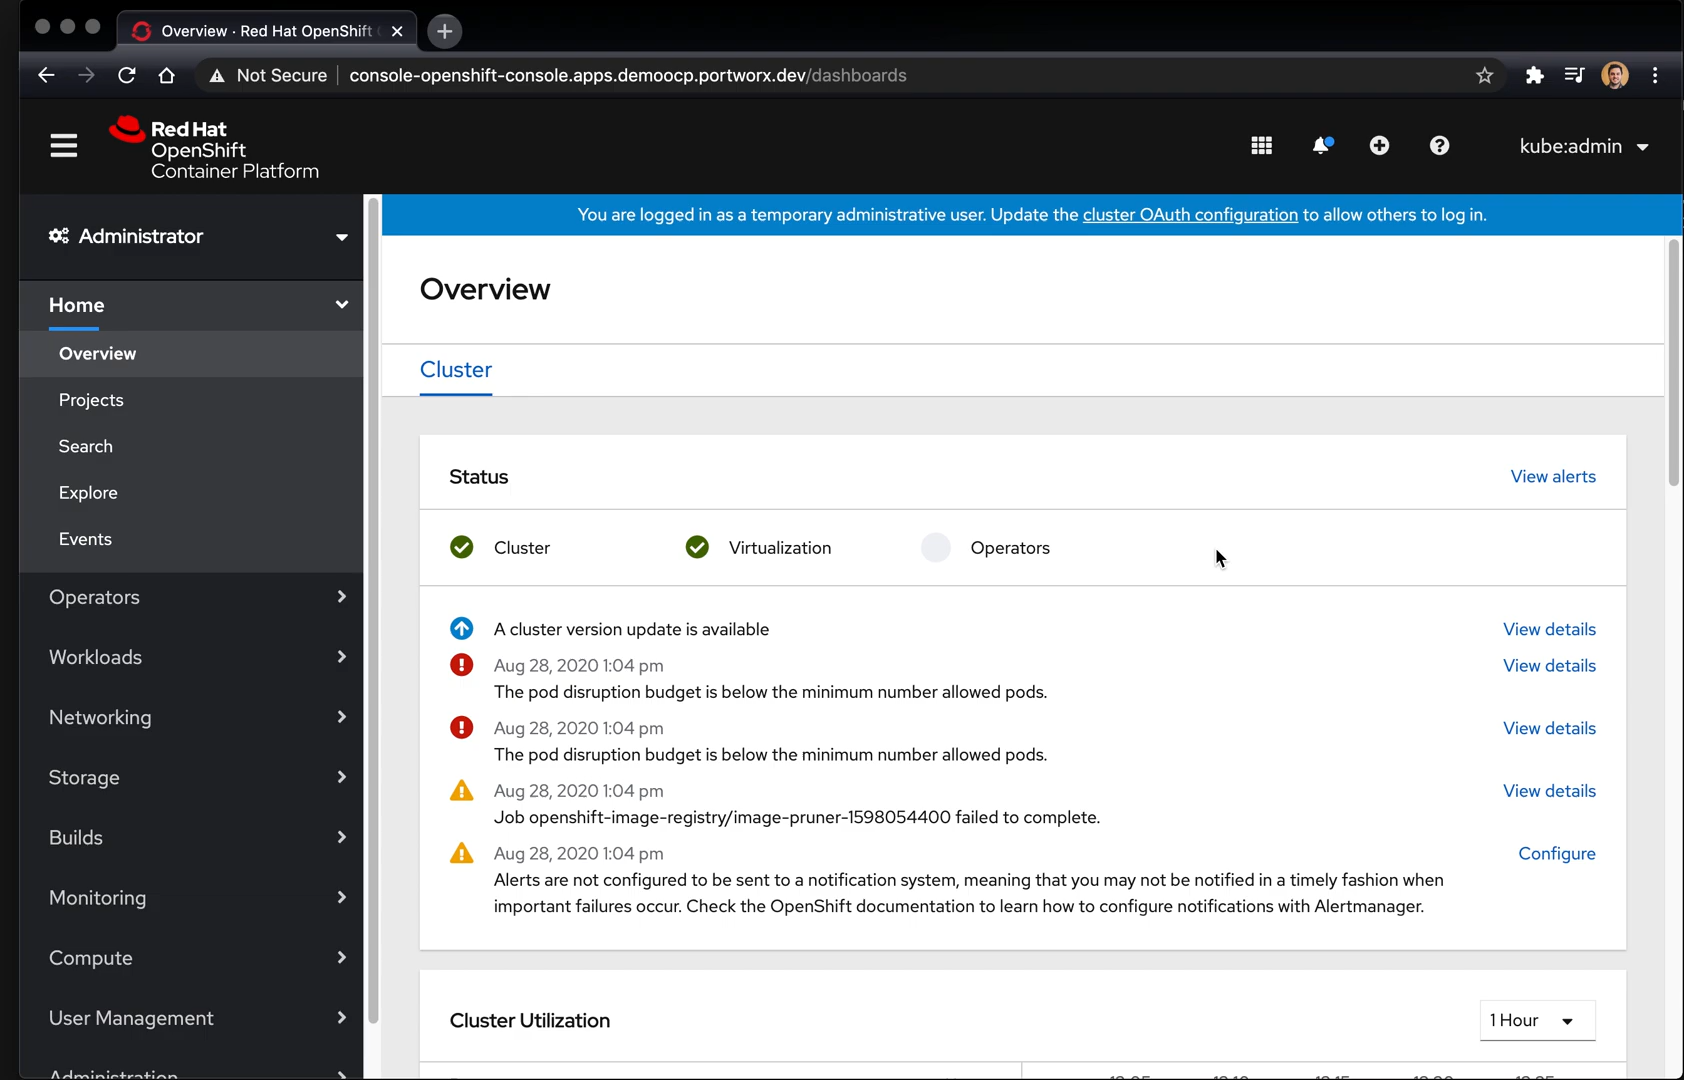 Overview · Red Hat OpenShift
Not Secure
console-openshift-console.apps.demoocp.portworx.dev/dashboards
Red Hat
OpenShift
Container Platform
kube:admin
Administrator
Home
Overview
Projects
Search
Explore
Events
Operators
Workloads
Networking
Storage
Builds
Monitoring
Compute
User Management
Administration
You are logged in as a temporary administrative user. Update the cluster OAuth configuration to allow others to log in.
Overview
Cluster
Status
View alerts
Cluster
Virtualization
Operators
A cluster version update is available
View details
Aug 28, 2020 1:04 pm
View details
The pod disruption budget is below the minimum number allowed pods.
Aug 28, 2020 1:04 pm
View details
The pod disruption budget is below the minimum number allowed pods.
Aug 28, 2020 1:04 pm
View details
Job openshift-image-registry/image-pruner-1598054400 failed to complete.
Aug 28, 2020 1:04 pm
Configure
Alerts are not configured to be sent to a notification system, meaning that you may not be notified in a timely fashion when
important failures occur. Check the OpenShift documentation to learn how to configure notifications with Alertmanager.
Cluster Utilization
1 Hour